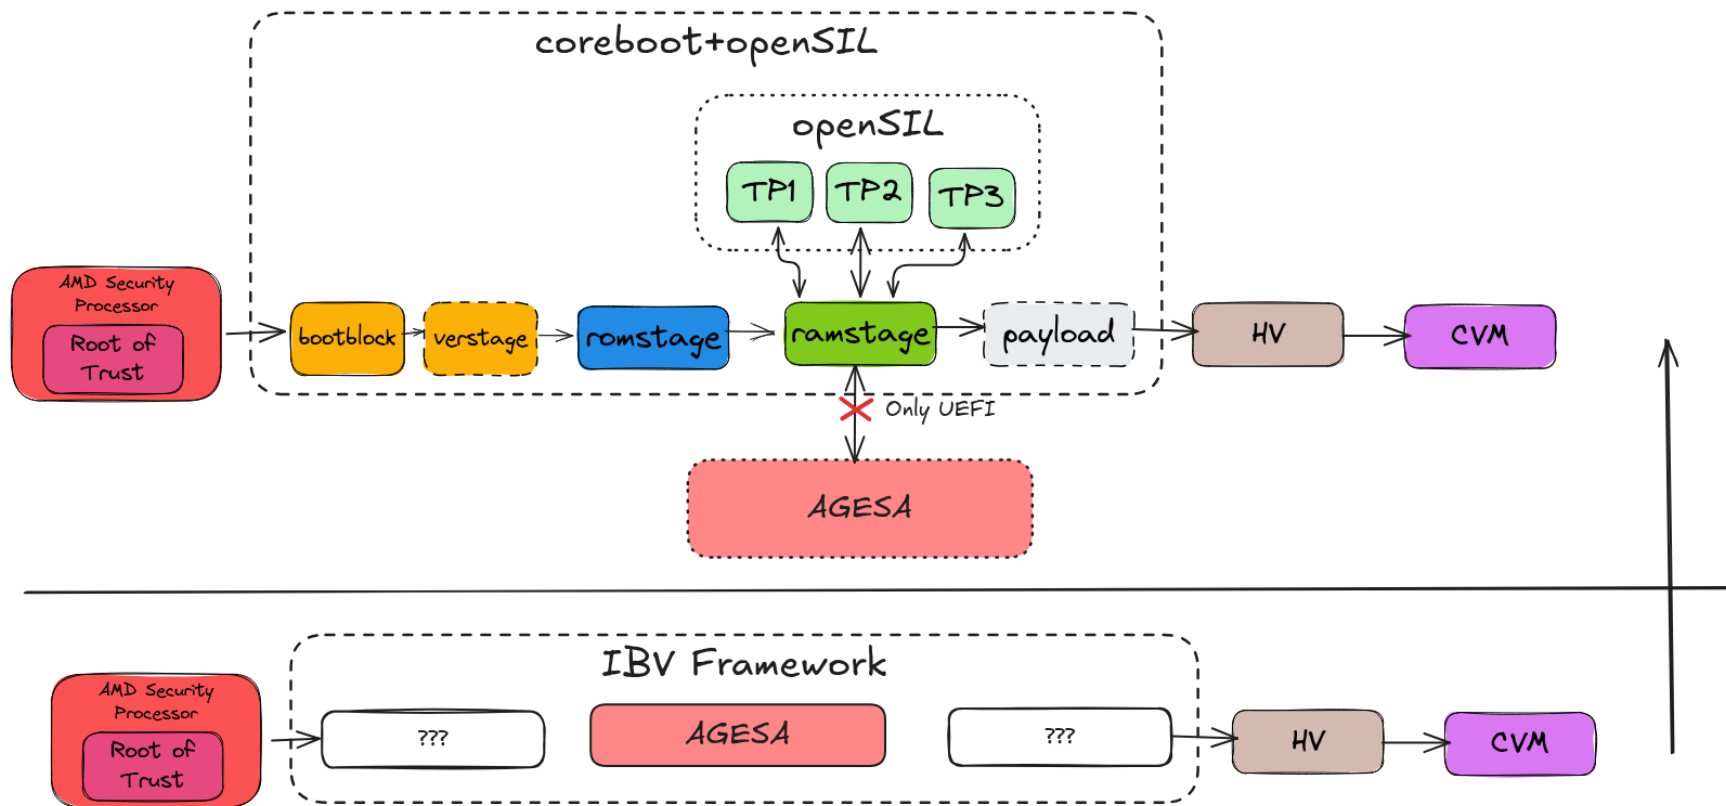 coreboot+openSIL
openSIL
TP1
TP2
TP3
AMD Security
Processor
Root of
Trust
bootblock
verstage
romstage
ramstage
payload
HV
CVM
Only UEFI
AGESA
IBV Framework
AMD Security
Processor
Root of
Trust
???
AGESA
???
HV
CVM